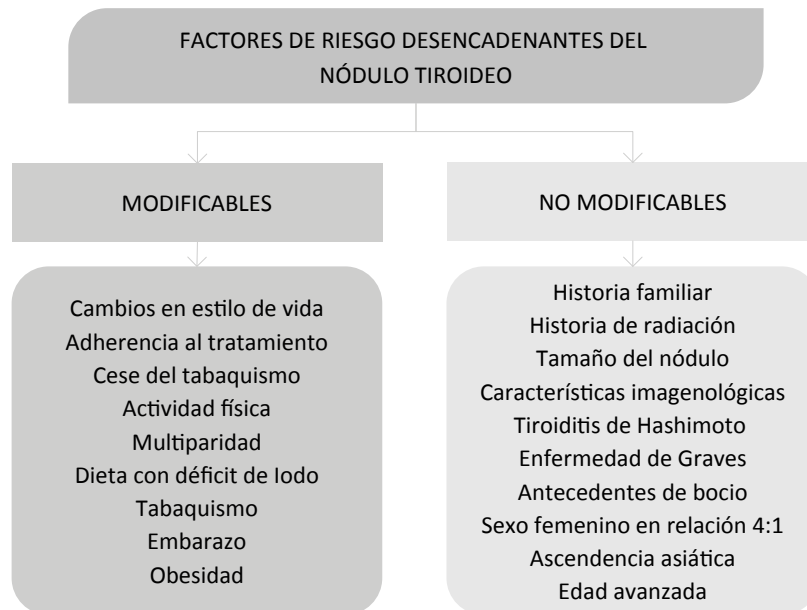 FACTORES DE RIESGO DESENCADENANTES DEL
NÓDULO TIROIDEO
MODIFICABLES
Cambios en estilo de vida
Adherencia al tratamiento
Cese del tabaquismo
Actividad física
Multiparidad
Dieta con déficit de Iodo
Tabaquismo
Embarazo
Obesidad
NO MODIFICABLES
Historia familiar
Historia de radiación
Tamaño del nódulo
Características imagenológicas
Tiroiditis de Hashimoto
Enfermedad de Graves
Antecedentes de bocio
Sexo femenino en relación 4:1
Ascendencia asiática
Edad avanzada